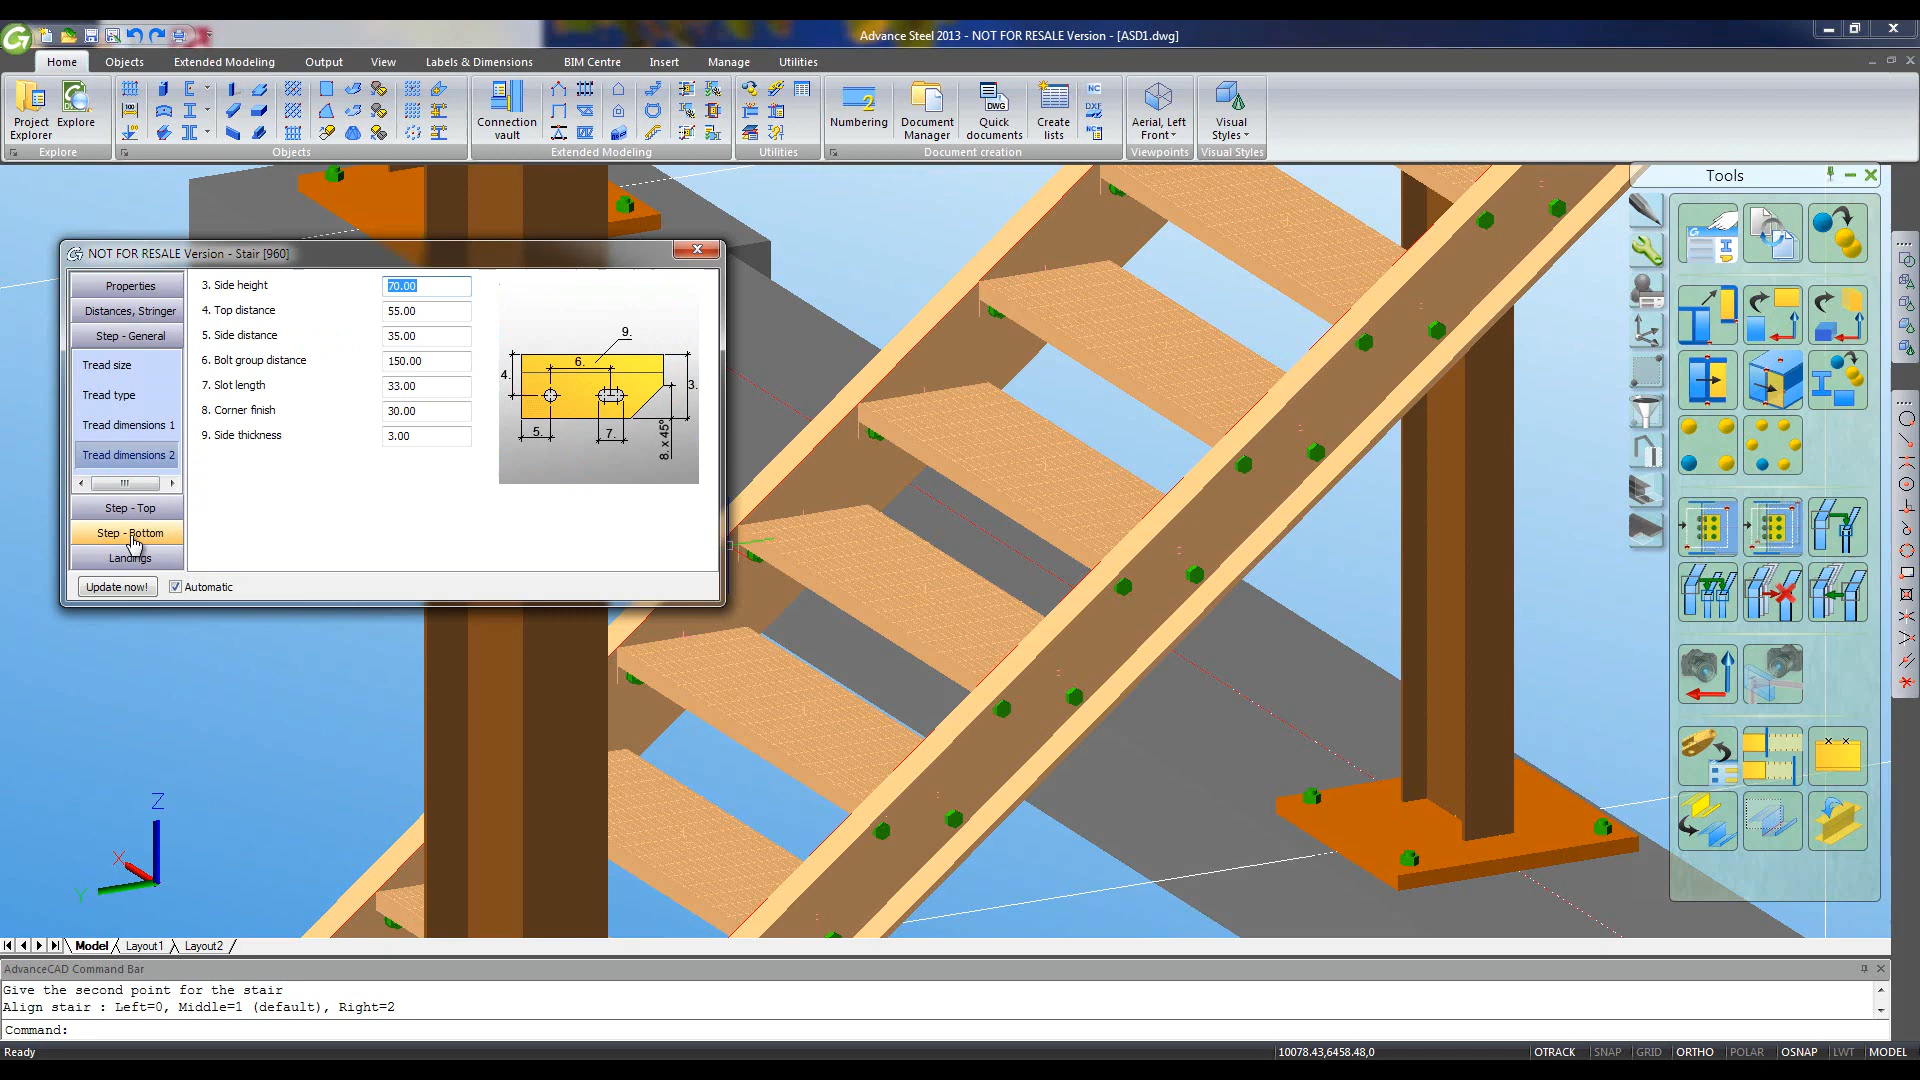 Advance Steel 2013 - NOT FOR RESALE Version - [ASD1.dwg]
Home Objects Extended Modeling Output View Labels & Dimensions BIM Centre Insert Manage Utilities
Project Explorer
Explore
Connection vault
2
Numbering
Document Manager
DWG
Quick documents
Create lists
NC
DXF
NC
Aerial, Left Front
Visual Styles
100
Explore Objects Extended Modeling Utilities Document creation Viewpoints Visual Styles
Tools
NOT FOR RESALE Version - Stair [960]
Properties
Distances, Stringer
Step - General
Tread size
Tread type
Tread dimensions 1
Tread dimensions 2
Step - Top
Step - Bottom
Landings
3. Side height 70.00
4. Top distance 55.00
5. Side distance 35.00
6. Bolt group distance 150.00
7. Slot length 33.00
8. Corner finish 30.00
9. Side thickness 3.00
9.
6.
4.
3.
5.
7.
8. x 45°
Update now! Automatic
Z
X
Y
Model Layout1 Layout2
AdvanceCAD Command Bar
Give the second point for the stair
Align stair : Left=0, Middle=1 (default), Right=2
Command:
Ready 10078.43,6458.48,0 OTRACK SNAP GRID ORTHO POLAR OSNAP LWT MODEL